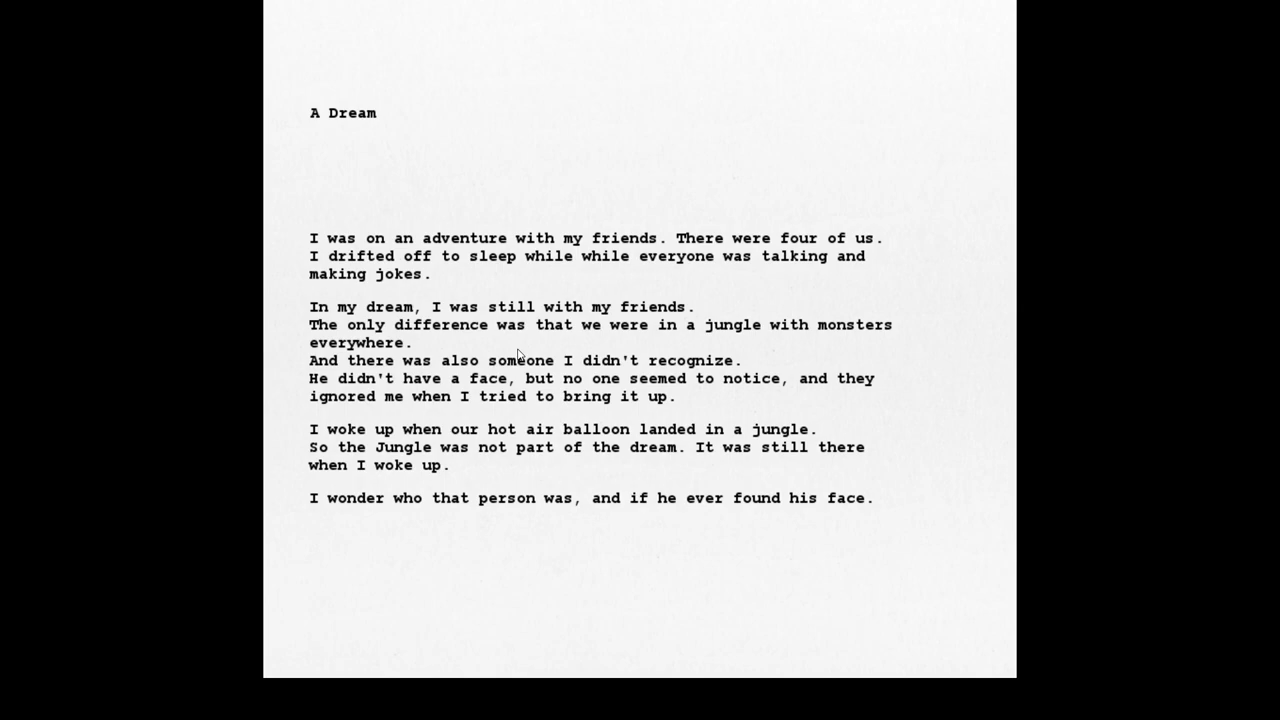 A Dream
I was on an adventure with my friends. There were four of us.
I drifted off to sleep while while everyone was talking and
making jokes.
In my dream, I was still with my friends.
The only difference was that we were in a jungle with monsters
everywhere.
And there was also someone I didn't recognize.
He didn't have a face, but no one seemed to notice, and they
ignored me when I tried to bring it up.
I woke up when our hot air balloon landed in a jungle.
So the Jungle was not part of the dream. It was still there
when I woke up.
I wonder who that person was, and if he ever found his face.